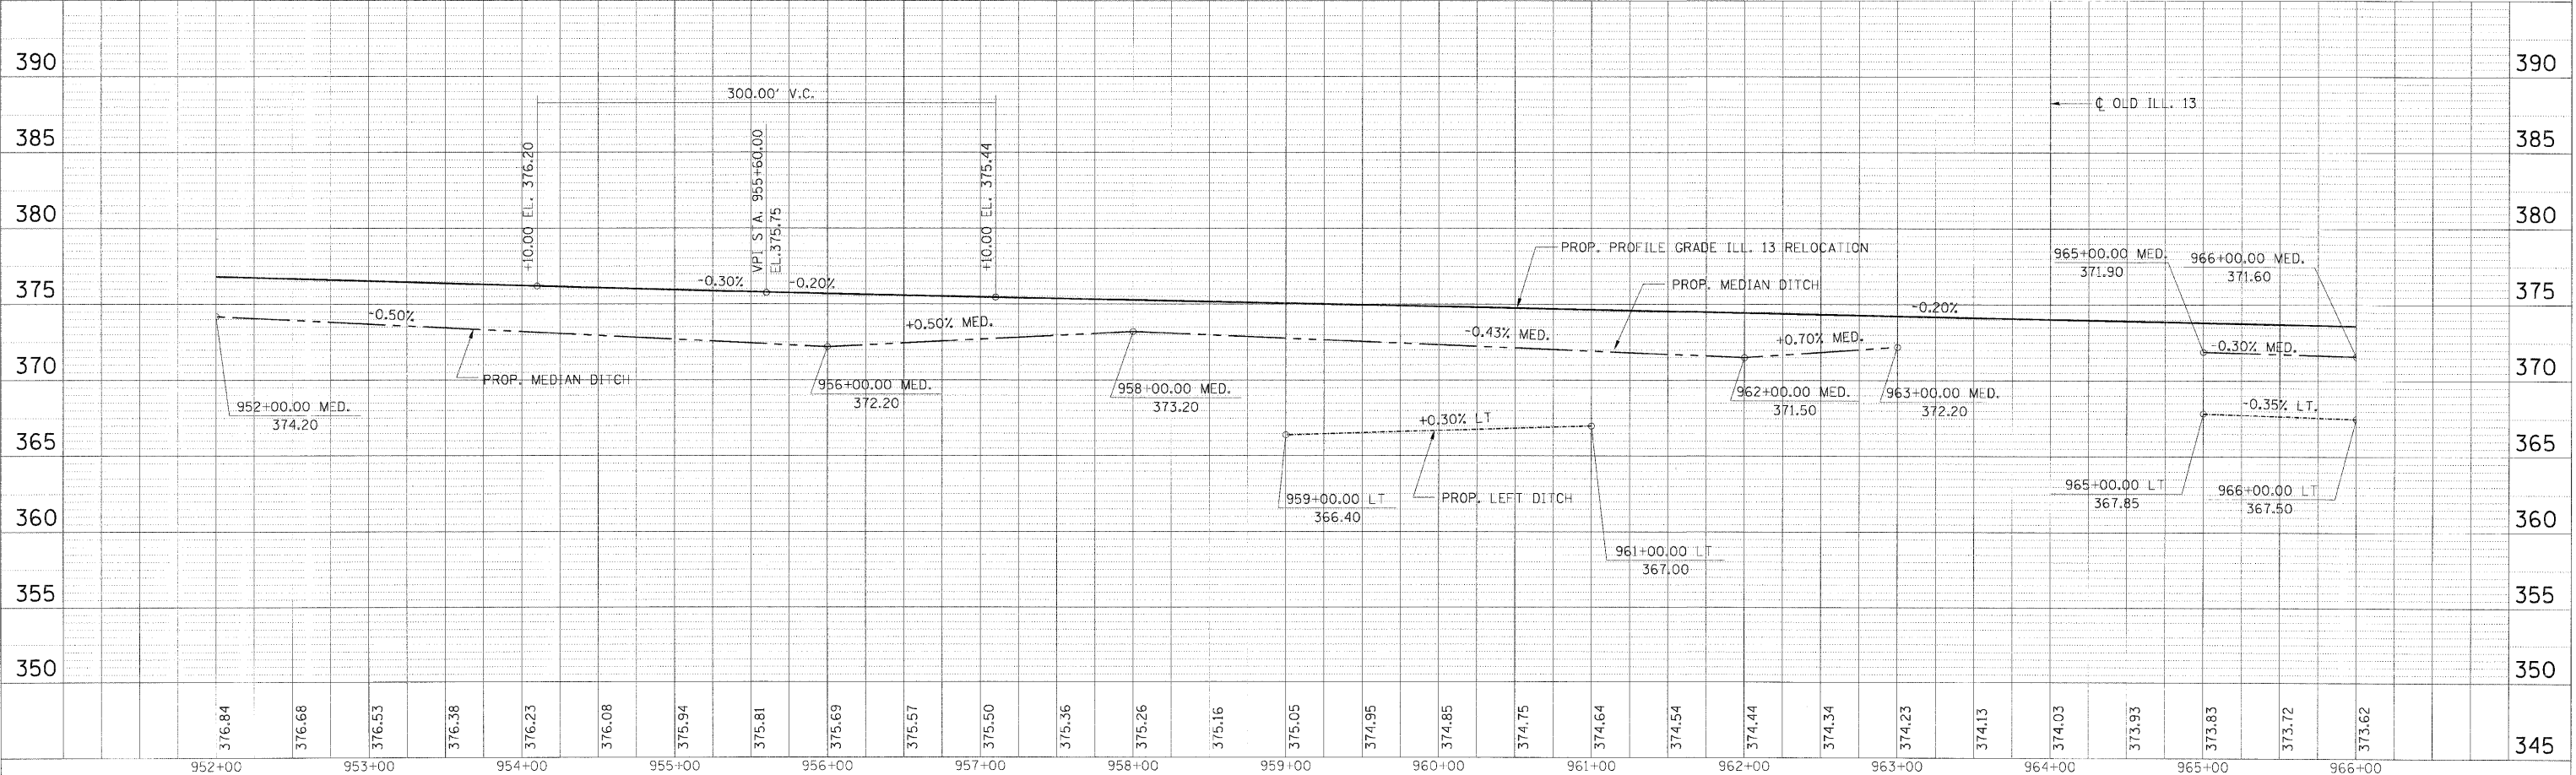 390
390
300.00' V.C.
℄ OLD ILL. 13
385
385
+10.00 EL. 376.20
VPI STA. 955+60.00
EL.375.75
+10.00 EL. 375.44
380
380
PROP. PROFILE GRADE ILL. 13 RELOCATION
965+00.00 MED.
371.90
966+00.00 MED.
371.60
375
375
-0.30%
-0.20%
PROP. MEDIAN DITCH
-0.20%
-0.50%
+0.50% MED.
-0.43% MED.
+0.70% MED.
-0.30% MED.
370
370
PROP. MEDIAN DITCH
956+00.00 MED.
372.20
958+00.00 MED.
373.20
962+00.00 MED.
371.50
963+00.00 MED.
372.20
952+00.00 MED.
374.20
-0.35% LT.
+0.30% LT
365
365
959+00.00 LT
366.40
PROP. LEFT DITCH
965+00.00 LT
367.85
966+00.00 LT
367.50
360
360
961+00.00 LT
367.00
355
355
350
350
376.84
376.68
376.53
376.38
376.23
376.08
375.94
375.81
375.69
375.57
375.50
375.36
375.26
375.16
375.05
374.95
374.85
374.75
374.64
374.54
374.44
374.34
374.23
374.13
374.03
373.93
373.83
373.72
373.62
345
952+00
953+00
954+00
955+00
956+00
957+00
958+00
959+00
960+00
961+00
962+00
963+00
964+00
965+00
966+00